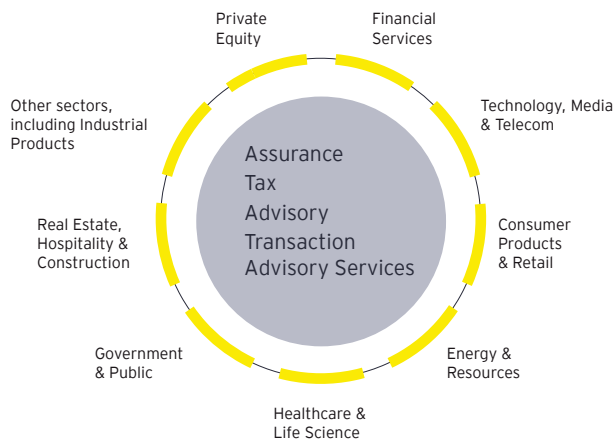 Private
Equity
Financial
Services
Other sectors,
including Industrial
Products
Technology, Media
& Telecom
Assurance
Tax
Advisory
Transaction
Advisory Services
Real Estate,
Hospitality &
Construction
Consumer
Products
& Retail
Government
& Public
Energy &
Resources
Healthcare &
Life Science